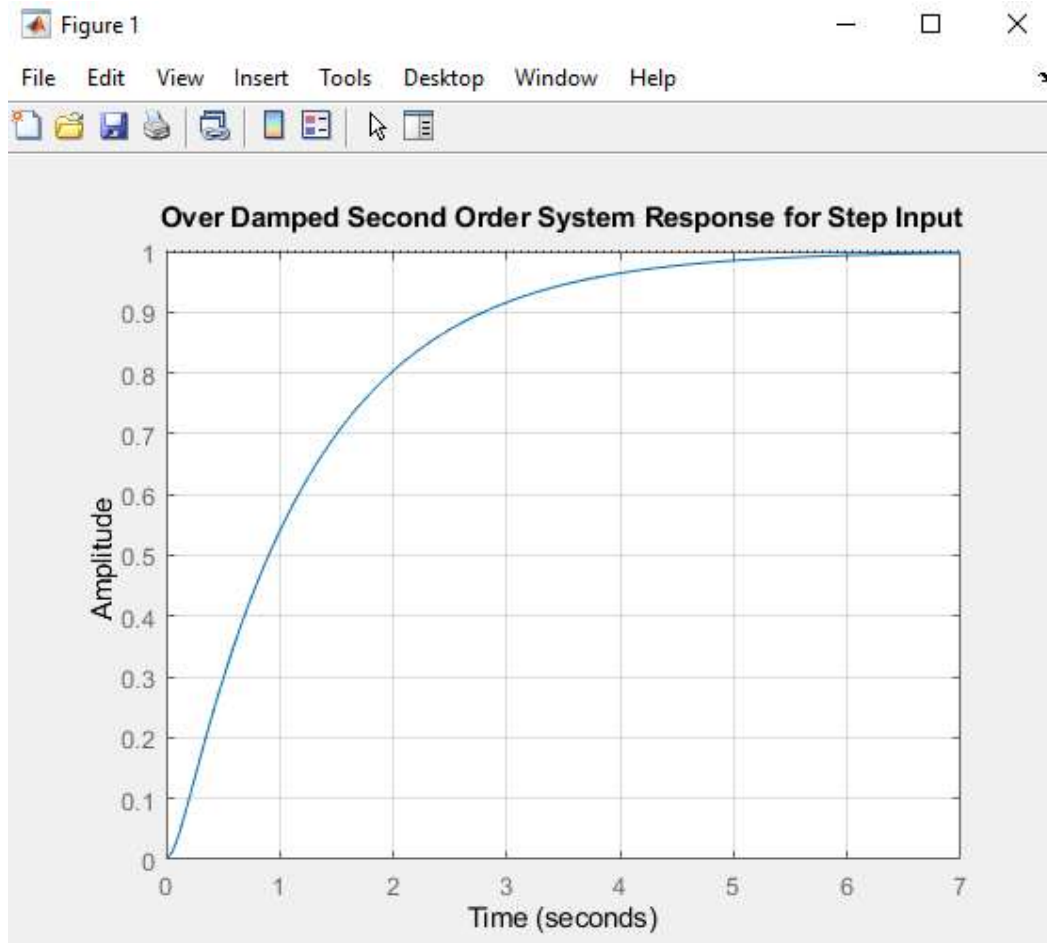 Figure 1
File Edit View Insert Tools Desktop Window Help
Over Damped Second Order System Response for Step Input
1
0.9
0.8
0.7
0.6
0.5
0.4
0.3
0.2
0.1
0
Amplitude
0 1 2 3 4 5 6 7
Time (seconds)